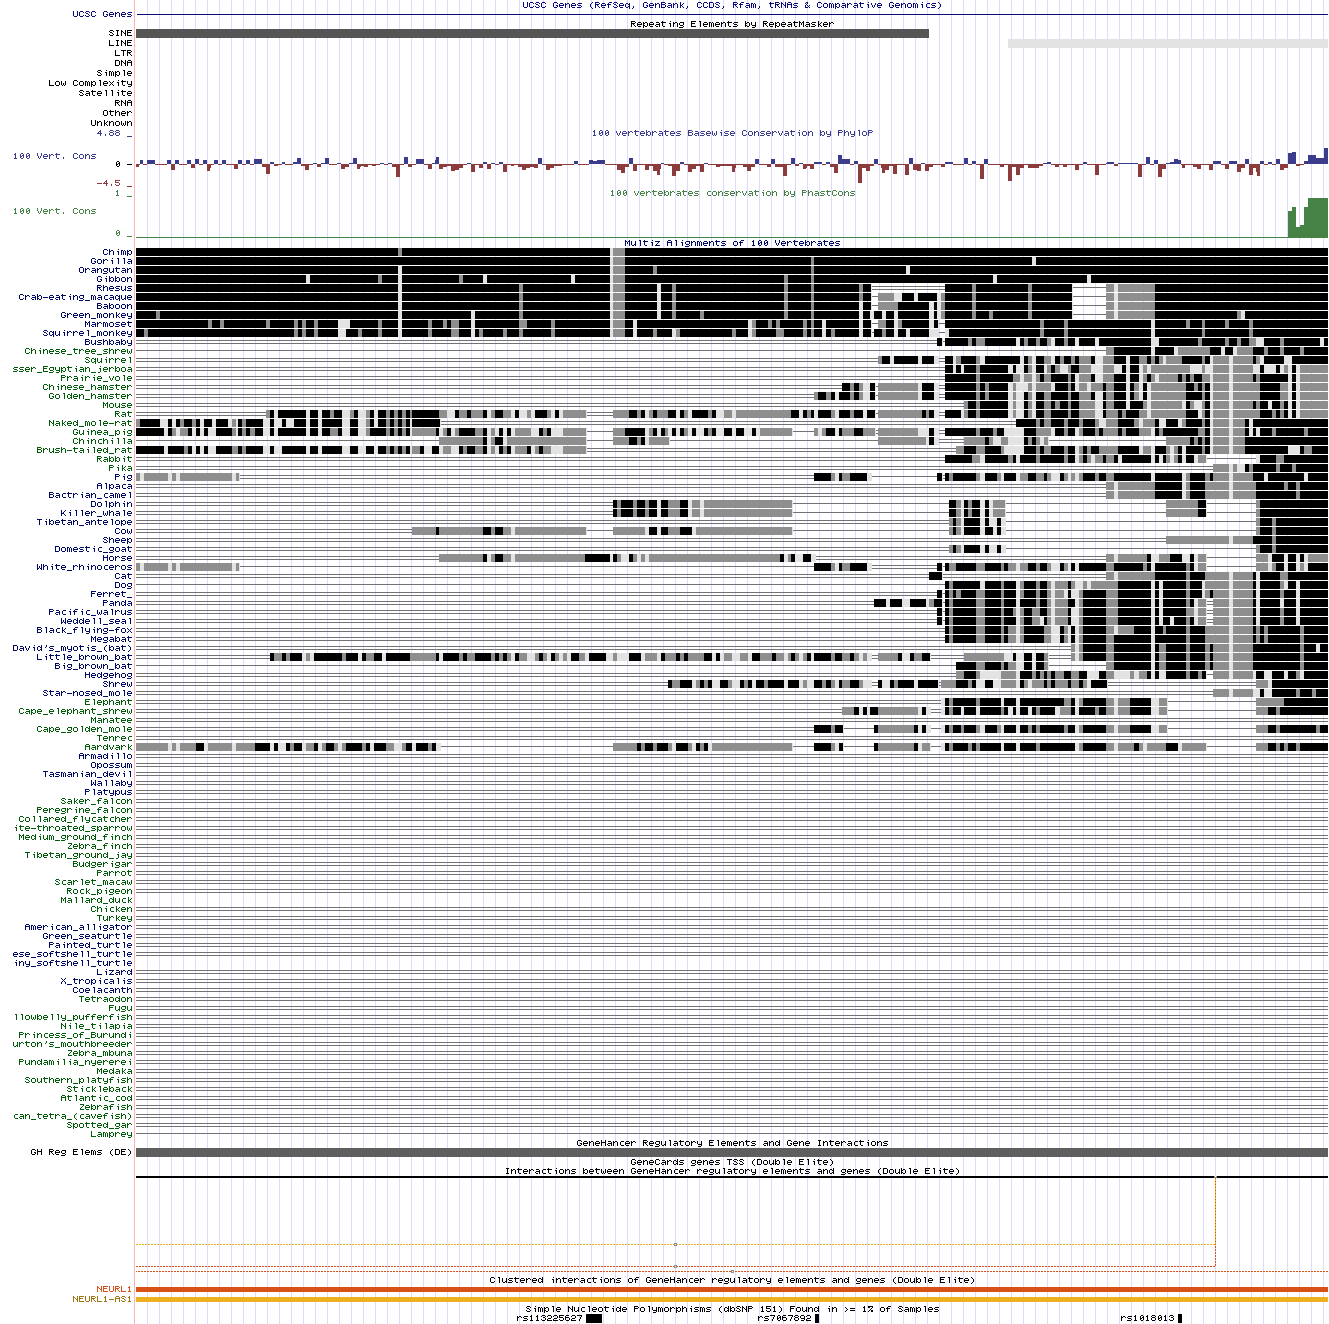 UCSC Genes (RefSeq, GenBank, CCDS, Rfam, tRNAs & Comparative Genomics)
UCSC Genes
Repeating Elements by RepeatMasker
SINE
LINE
LTR
DNA
Simple
Low Complexity
Satellite
RNA
Other
Unknown
4.88 _
100 vertebrates Basewise Conservation by PhyloP
100 Vert. Cons
0 -
-4.5 _
1 _
100 vertebrates conservation by PhastCons
100 Vert. Cons
0 _
Multiz Alignments of 100 Vertebrates
Chimp
Gorilla
Orangutan
Gibbon
Rhesus
Crab-eating_macaque
Baboon
Green_monkey
Marmoset
Squirrel_monkey
Bushbaby
Chinese_tree_shrew
Squirrel
sser_Egyptian_jerboa
Prairie_vole
Chinese_hamster
Golden_hamster
Mouse
Rat
Naked_mole-rat
Guinea_pig
Chinchilla
Brush-tailed_rat
Rabbit
Pika
Pig
Alpaca
Bactrian_camel
Dolphin
Killer_whale
Tibetan_antelope
Cow
Sheep
Domestic_goat
Horse
White_rhinoceros
Cat
Dog
Ferret_
Panda
Pacific_walrus
Weddell_seal
Black_flying-fox
Megabat
David's_myotis_(bat)
Little_brown_bat
Big_brown_bat
Hedgehog
Shrew
Star-nosed_mole
Elephant
Cape_elephant_shrew
Manatee
Cape_golden_mole
Tenrec
Aardvark
Armadillo
Opossum
Tasmanian_devil
Wallaby
Platypus
Saker_falcon
Peregrine_falcon
Collared_flycatcher
ite-throated_sparrow
Medium_ground_finch
Zebra_finch
Tibetan_ground_jay
Budgerigar
Parrot
Scarlet_macaw
Rock_pigeon
Mallard_duck
Chicken
Turkey
American_alligator
Green_seaturtle
Painted_turtle
ese_softshell_turtle
iny_softshell_turtle
Lizard
X_tropicalis
Coelacanth
Tetraodon
Fugu
llowbelly_pufferfish
Nile_tilapia
Princess_of_Burundi
urton's_mouthbreeder
Zebra_mbuna
Pundamilia_nyererei
Medaka
Southern_platyfish
Stickleback
Atlantic_cod
Zebrafish
can_tetra_(cavefish)
Spotted_gar
Lamprey
GeneHancer Regulatory Elements and Gene Interactions
GH Reg Elems (DE)
GeneCards genes TSS (Double Elite)
Interactions between GeneHancer regulatory elements and genes (Double Elite)
Clustered interactions of GeneHancer regulatory elements and genes (Double Elite)
NEURL1
NEURL1-AS1
Simple Nucleotide Polymorphisms (dbSNP 151) Found in >= 1% of Samples
rs113225627 rs7067892 rs1018013